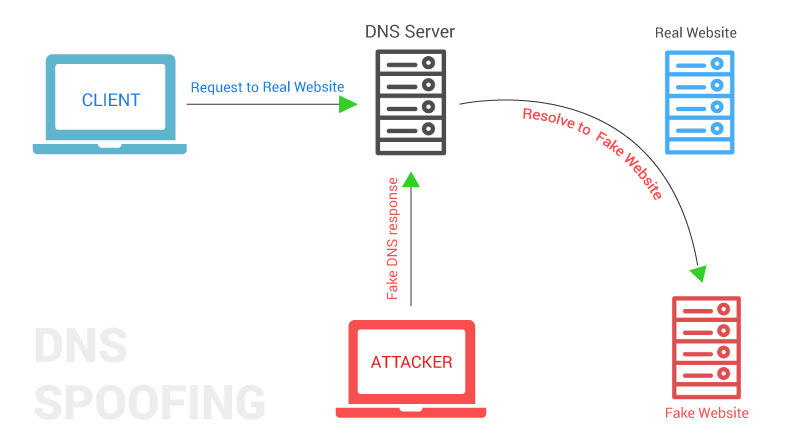 DNS Server
Real Website
CLIENT
Request to Real Website
Resolve to Fake Website
Fake DNS response
ATTACKER
DNS
SPOOFING
Fake Website